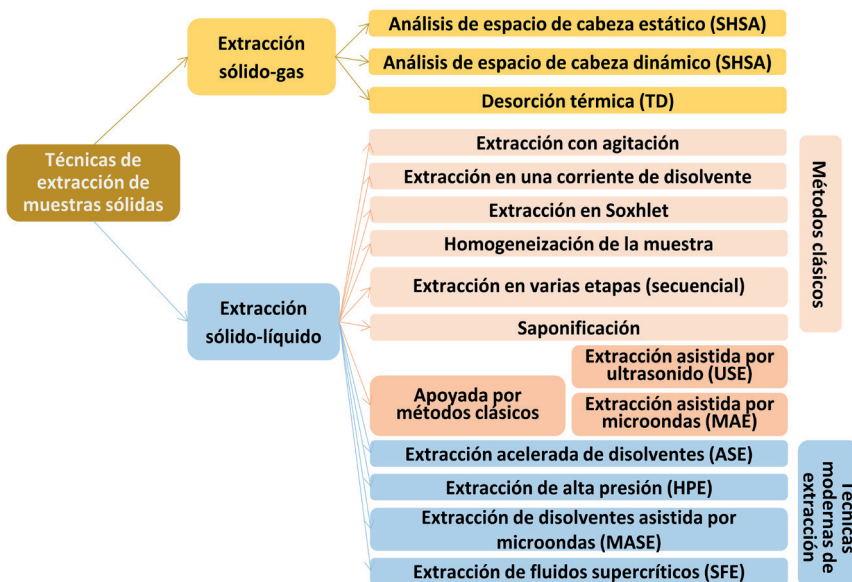 Técnicas de
extracción de
muestras sólidas
Extracción
sólido-gas
Análisis de espacio de cabeza estático (SHSA)
Análisis de espacio de cabeza dinámico (SHSA)
Desorción térmica (TD)
Extracción
sólido-líquido
Extracción con agitación
Extracción en una corriente de disolvente
Extracción en Soxhlet
Homogeneización de la muestra
Extracción en varias etapas (secuencial)
Saponificación
Métodos clásicos
Apoyada por
métodos clásicos
Extracción asistida por
ultrasonido (USE)
Extracción asistida por
microondas (MAE)
Extracción acelerada de disolventes (ASE)
Extracción de alta presión (HPE)
Extracción de disolventes asistida por
microondas (MASE)
Extracción de fluidos supercríticos (SFE)
Técnicas
modernas de
extracción